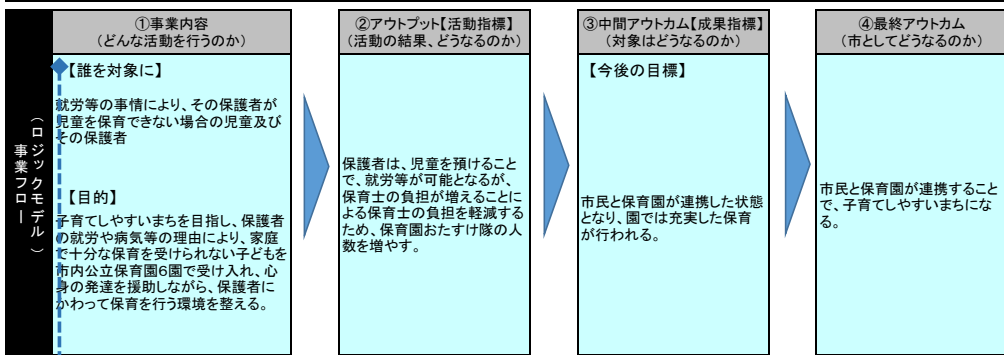 事業フロー
（ロジックモデル）
①事業内容
（どんな活動を行うのか）
【誰を対象に】
就労等の事情により、その保護者が
児童を保育できない場合の児童及び
その保護者
【目的】
子育てしやすいまちを目指し、保護者
の就労や病気等の理由により、家庭
で十分な保育を受けられない子どもを
市内公立保育園６園で受け入れ、心
身の発達を援助しながら、保護者に
かわって保育を行う環境を整える。
②アウトプット【活動指標】
（活動の結果、どうなるのか）
保護者は、児童を預けること
で、就労等が可能となるが、
保育士の負担が増えることに
よる保育士の負担を軽減する
ため、保育園おたすけ隊の人
数を増やす。
③中間アウトカム【成果指標】
（対象はどうなるのか）
【今後の目標】
市民と保育園が連携した状態
となり、園では充実した保育
が行われる。
④最終アウトカム
（市としてどうなるのか）
市民と保育園が連携すること
で、子育てしやすいまちにな
る。